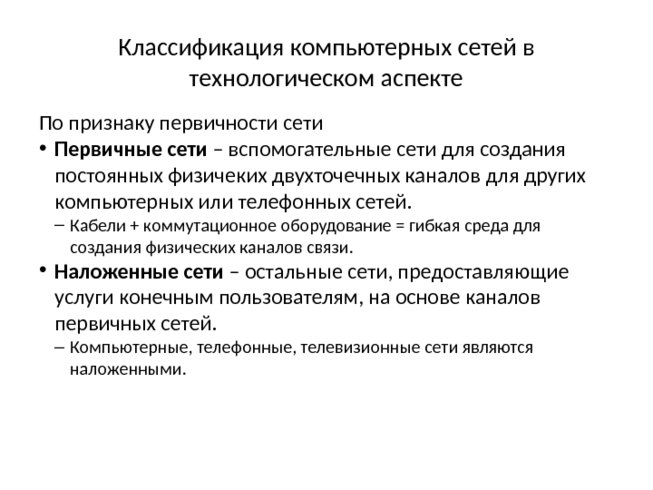 Классификация компьютерных сетей в
технологическом аспекте
По признаку первичности сети
• Первичные сети – вспомогательные сети для создания
постоянных физичеких двухточечных каналов для других
компьютерных или телефонных сетей.
– Кабели + коммутационное оборудование = гибкая среда для
создания физических каналов связи.
• Наложенные сети – остальные сети, предоставляющие
услуги конечным пользователям, на основе каналов
первичных сетей.
– Компьютерные, телефонные, телевизионные сети являются
наложенными.